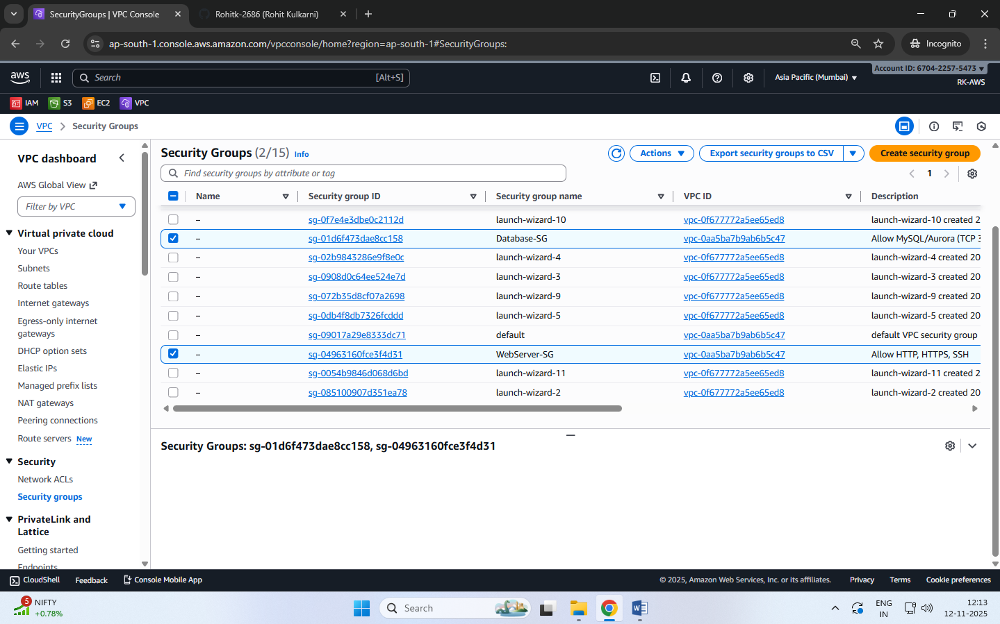 SecurityGroups | VPC Console
Rohitk-2686 (Rohit Kulkarni)
ap-south-1.console.aws.amazon.com/vpcconsole/home?region=ap-south-1#SecurityGroups:
Incognito
aws
Search
[Alt+S]
Asia Pacific (Mumbai)
Account ID: 6704-2257-5473
RK-AWS
IAM
S3
EC2
VPC
VPC
Security Groups
VPC dashboard
AWS Global View
Filter by VPC
Virtual private cloud
Your VPCs
Subnets
Route tables
Internet gateways
Egress-only internet
gateways
DHCP option sets
Elastic IPs
Managed prefix lists
NAT gateways
Peering connections
Route servers New
Security
Network ACLs
Security groups
PrivateLink and
Lattice
Getting started
Endpoints
Security Groups (2/15) Info
Actions
Export security groups to CSV
Create security group
Find security groups by attribute or tag
1
Name Security group ID Security group name VPC ID Description
– sg-0f7e4e3dbe0c2112d launch-wizard-10 vpc-0f677772a5ee65ed8 launch-wizard-10 created 2
– sg-01d6f473dae8cc158 Database-SG vpc-0aa5ba7b9ab6b5c47 Allow MySQL/Aurora (TCP 3
– sg-02b9843286e9f8e0c launch-wizard-4 vpc-0f677772a5ee65ed8 launch-wizard-4 created 20
– sg-0908d0c64ee524e7d launch-wizard-3 vpc-0f677772a5ee65ed8 launch-wizard-3 created 20
– sg-072b35d8cf07a2698 launch-wizard-9 vpc-0f677772a5ee65ed8 launch-wizard-9 created 20
– sg-0db4f8db7326fcddd launch-wizard-5 vpc-0f677772a5ee65ed8 launch-wizard-5 created 20
– sg-09017a29e8333dc71 default vpc-0aa5ba7b9ab6b5c47 default VPC security group
– sg-04963160fce3f4d31 WebServer-SG vpc-0aa5ba7b9ab6b5c47 Allow HTTP, HTTPS, SSH
– sg-0054b9846d068d6bd launch-wizard-11 vpc-0f677772a5ee65ed8 launch-wizard-11 created 2
– sg-085100907d351ea78 launch-wizard-2 vpc-0f677772a5ee65ed8 launch-wizard-2 created 20
Security Groups: sg-01d6f473dae8cc158, sg-04963160fce3f4d31
CloudShell
Feedback
Console Mobile App
© 2025, Amazon Web Services, Inc. or its affiliates.
Privacy
Terms
Cookie preferences
5
NIFTY
+0.78%
Search
ENG
IN
12:13
12-11-2025